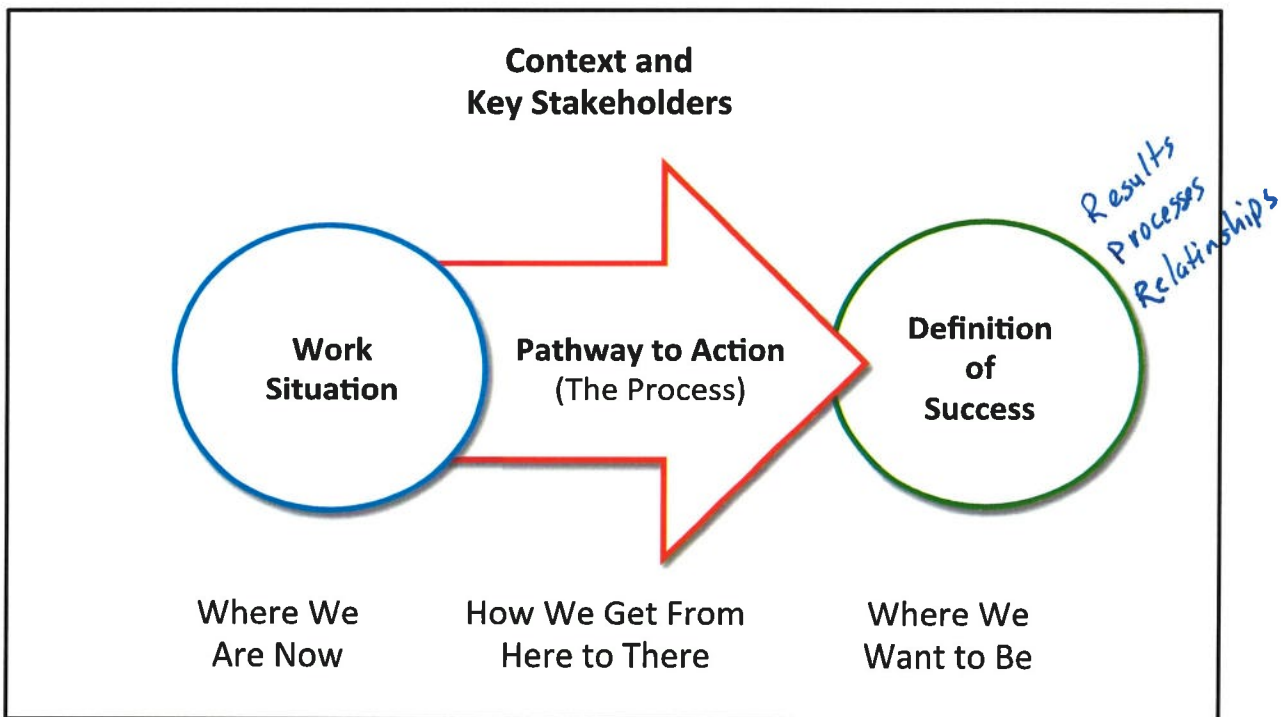 Context and
Key Stakeholders
Results
Processes
Relatinships
Work
Situation
Pathway to Action
(The Process)
Definition
of
Success
Where We
Are Now
How We Get From
Here to There
Where We
Want to Be